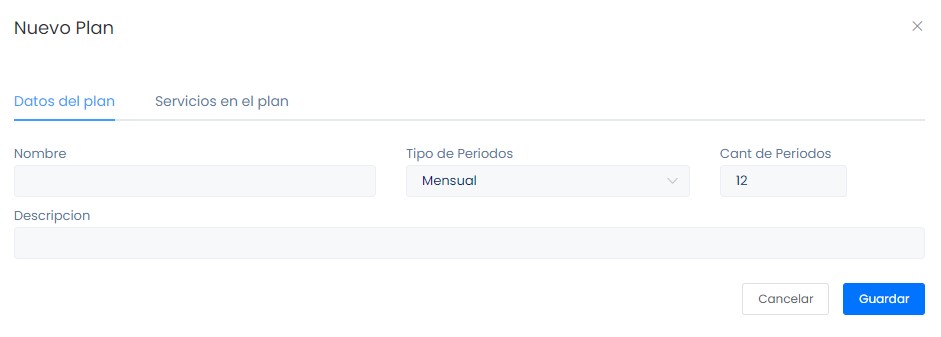 Nuevo Plan
Datos del plan Servicios en el plan
Nombre Tipo de Periodos Cant de Periodos
Mensual 12
Descripcion
Cancelar Guardar